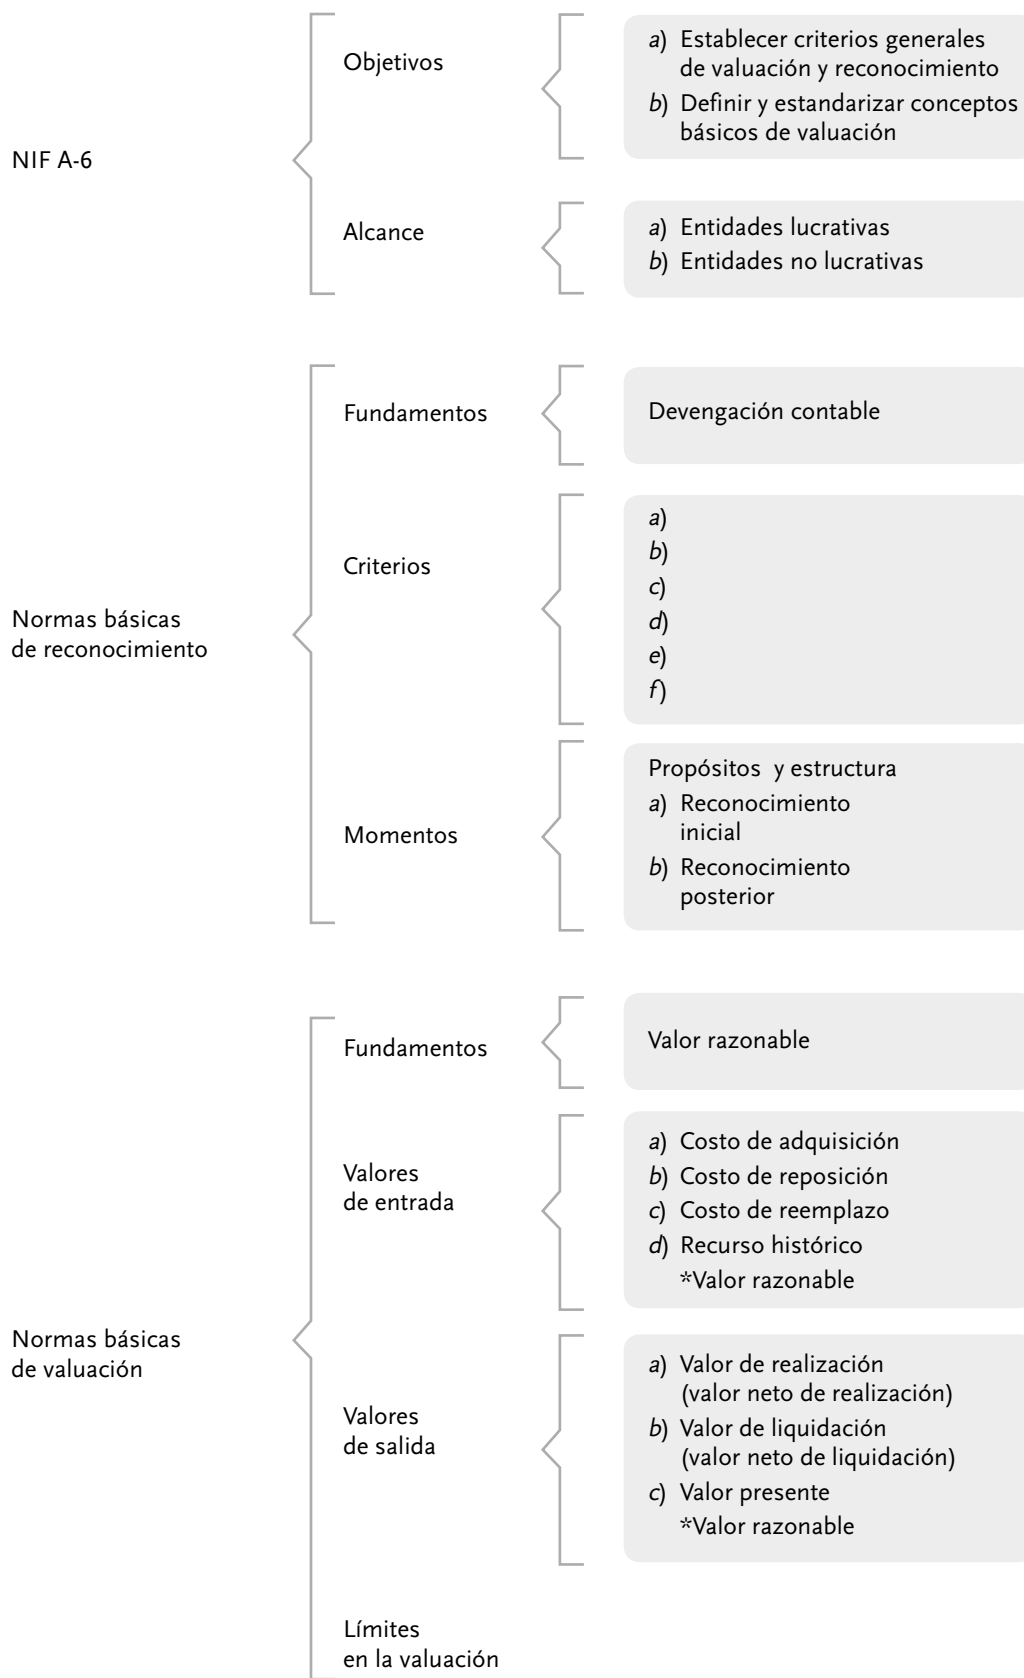 NIF A-6
Objetivos
a) Establecer criterios generales
de valuación y reconocimiento
b) Definir y estandarizar conceptos
básicos de valuación
Alcance
a) Entidades lucrativas
b) Entidades no lucrativas
Normas básicas
de reconocimiento
Fundamentos
Devengación contable
Criterios
a)
b)
c)
d)
e)
f)
Momentos
Propósitos y estructura
a) Reconocimiento
inicial
b) Reconocimiento
posterior
Normas básicas
de valuación
Fundamentos
Valor razonable
Valores
de entrada
a) Costo de adquisición
b) Costo de reposición
c) Costo de reemplazo
d) Recurso histórico
*Valor razonable
Valores
de salida
a) Valor de realización
(valor neto de realización)
b) Valor de liquidación
(valor neto de liquidación)
c) Valor presente
*Valor razonable
Límites
en la valuación